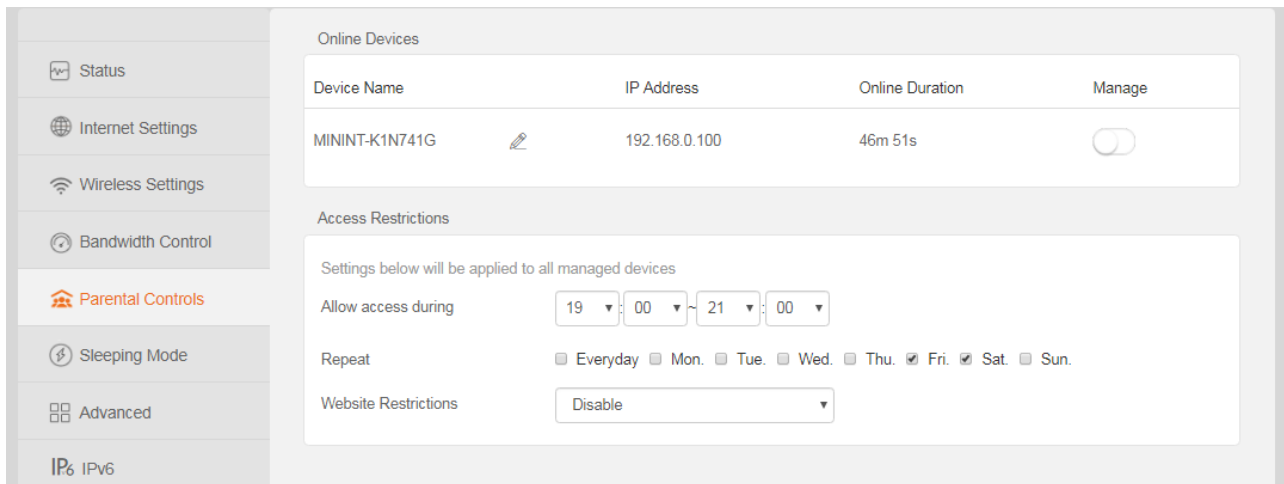 Online Devices
Status
Device Name IP Address Online Duration Manage
Internet Settings
MININT-K1N741G 192.168.0.100 46m 51s
Wireless Settings
Access Restrictions
Bandwidth Control
Settings below will be applied to all managed devices
Parental Controls
Allow access during 19 : 00 ~ 21 : 00
Sleeping Mode
Repeat Everyday Mon. Tue. Wed. Thu. Fri. Sat. Sun.
Website Restrictions Disable
Advanced
IP6 IPv6